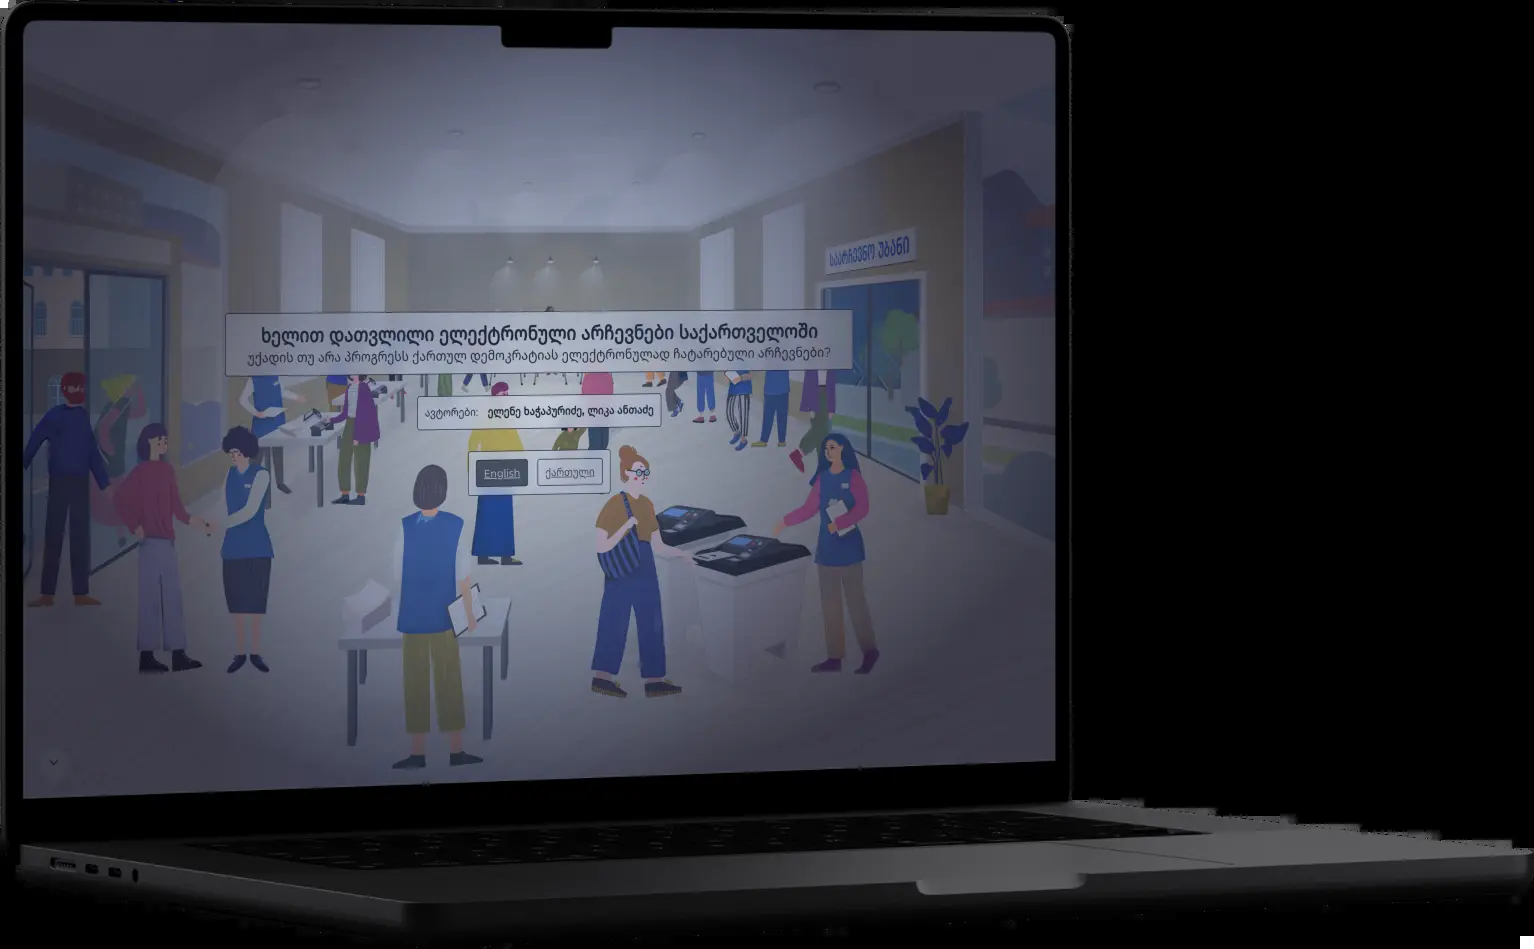 საარჩევნო უბანი
ხელით დათვლილი ელექტრონული არჩევნები საქართველოში
უქადის თუ არა პროგრესს ქართულ დემოკრატიას ელექტრონულად ჩატარებული არჩევნები?
ავტორები: ელენე ხაჭაპურიძე, ლიკა ანთაძე
English ქართული